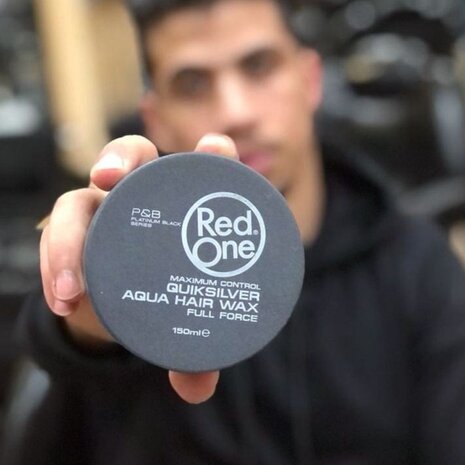 P&B
PLATINUM BLACK
SERIES
Red®
One
MAXIMUM CONTROL
QUIKSILVER
AQUA HAIR WAX
FULL FORCE
150ml e